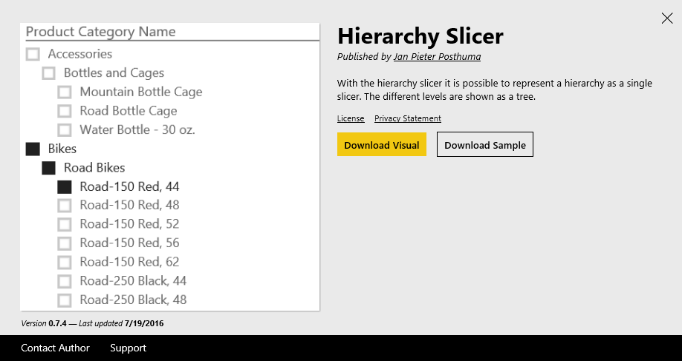 Product Category Name
Accessories
Bottles and Cages
Mountain Bottle Cage
Road Bottle Cage
Water Bottle - 30 oz.
Bikes
Road Bikes
Road-150 Red, 44
Road-150 Red, 48
Road-150 Red, 52
Road-150 Red, 56
Road-150 Red, 62
Road-250 Black, 44
Road-250 Black, 48
Version 0.7.4 — Last updated 7/19/2016
Hierarchy Slicer
Published by Jan Pieter Posthuma
With the hierarchy slicer it is possible to represent a hierarchy as a single
slicer. The different levels are shown as a tree.
License Privacy Statement
Download Visual Download Sample
Contact Author Support